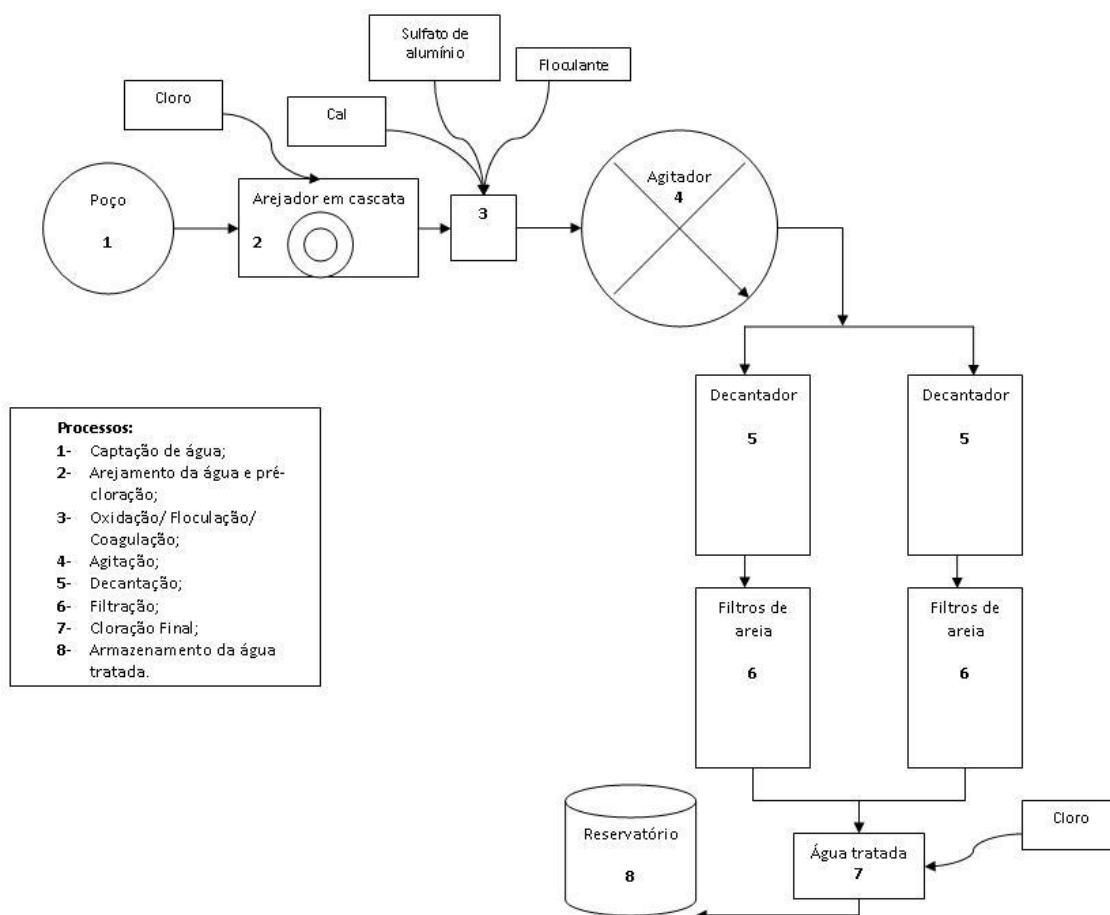 Sulfato de
alumínio
Floculante
Cloro
Cal
Poço
1
Arejador em cascata
2
3
Agitador
4
Decantador
5
Decantador
5
Processos:
1- Captação de água;
2- Arejamento da água e pré-
cloração;
3- Oxidação/ Floculação/
Coagulação;
4- Agitação;
5- Decantação;
6- Filtração;
7- Cloração Final;
8- Armazenamento da água
tratada.
Filtros de
areia
6
Filtros de
areia
6
Reservatório
8
Água tratada
7
Cloro